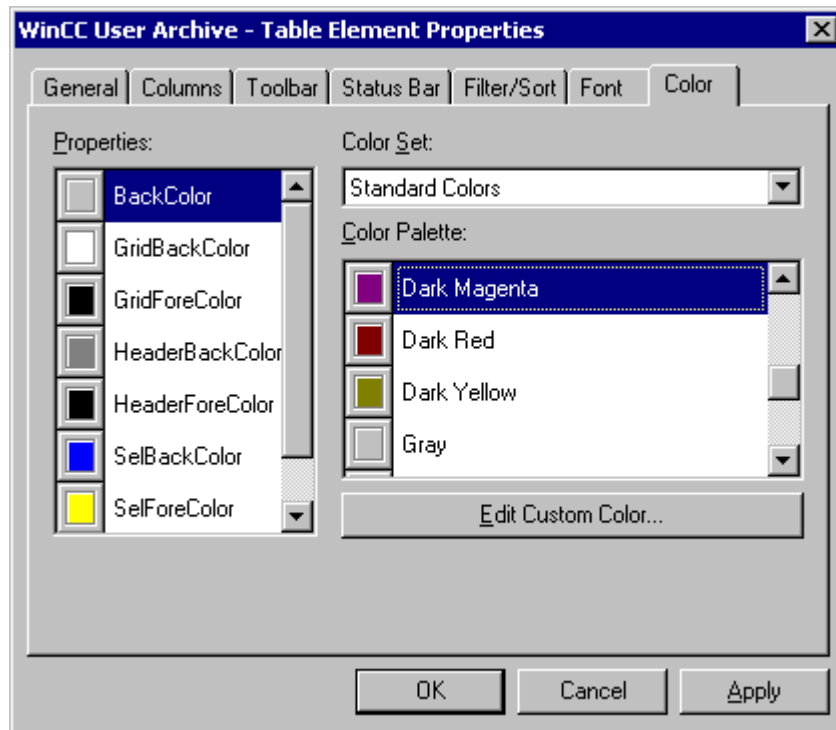 WinCC User Archive - Table Element Properties
General Columns Toolbar Status Bar Filter/Sort Font Color
Properties:
BackColor
GridBackColor
GridForeColor
HeaderBackColor
HeaderForeColor
SelBackColor
SelForeColor
Color Set:
Standard Colors
Color Palette:
Dark Magenta
Dark Red
Dark Yellow
Gray
Edit Custom Color...
OK Cancel Apply